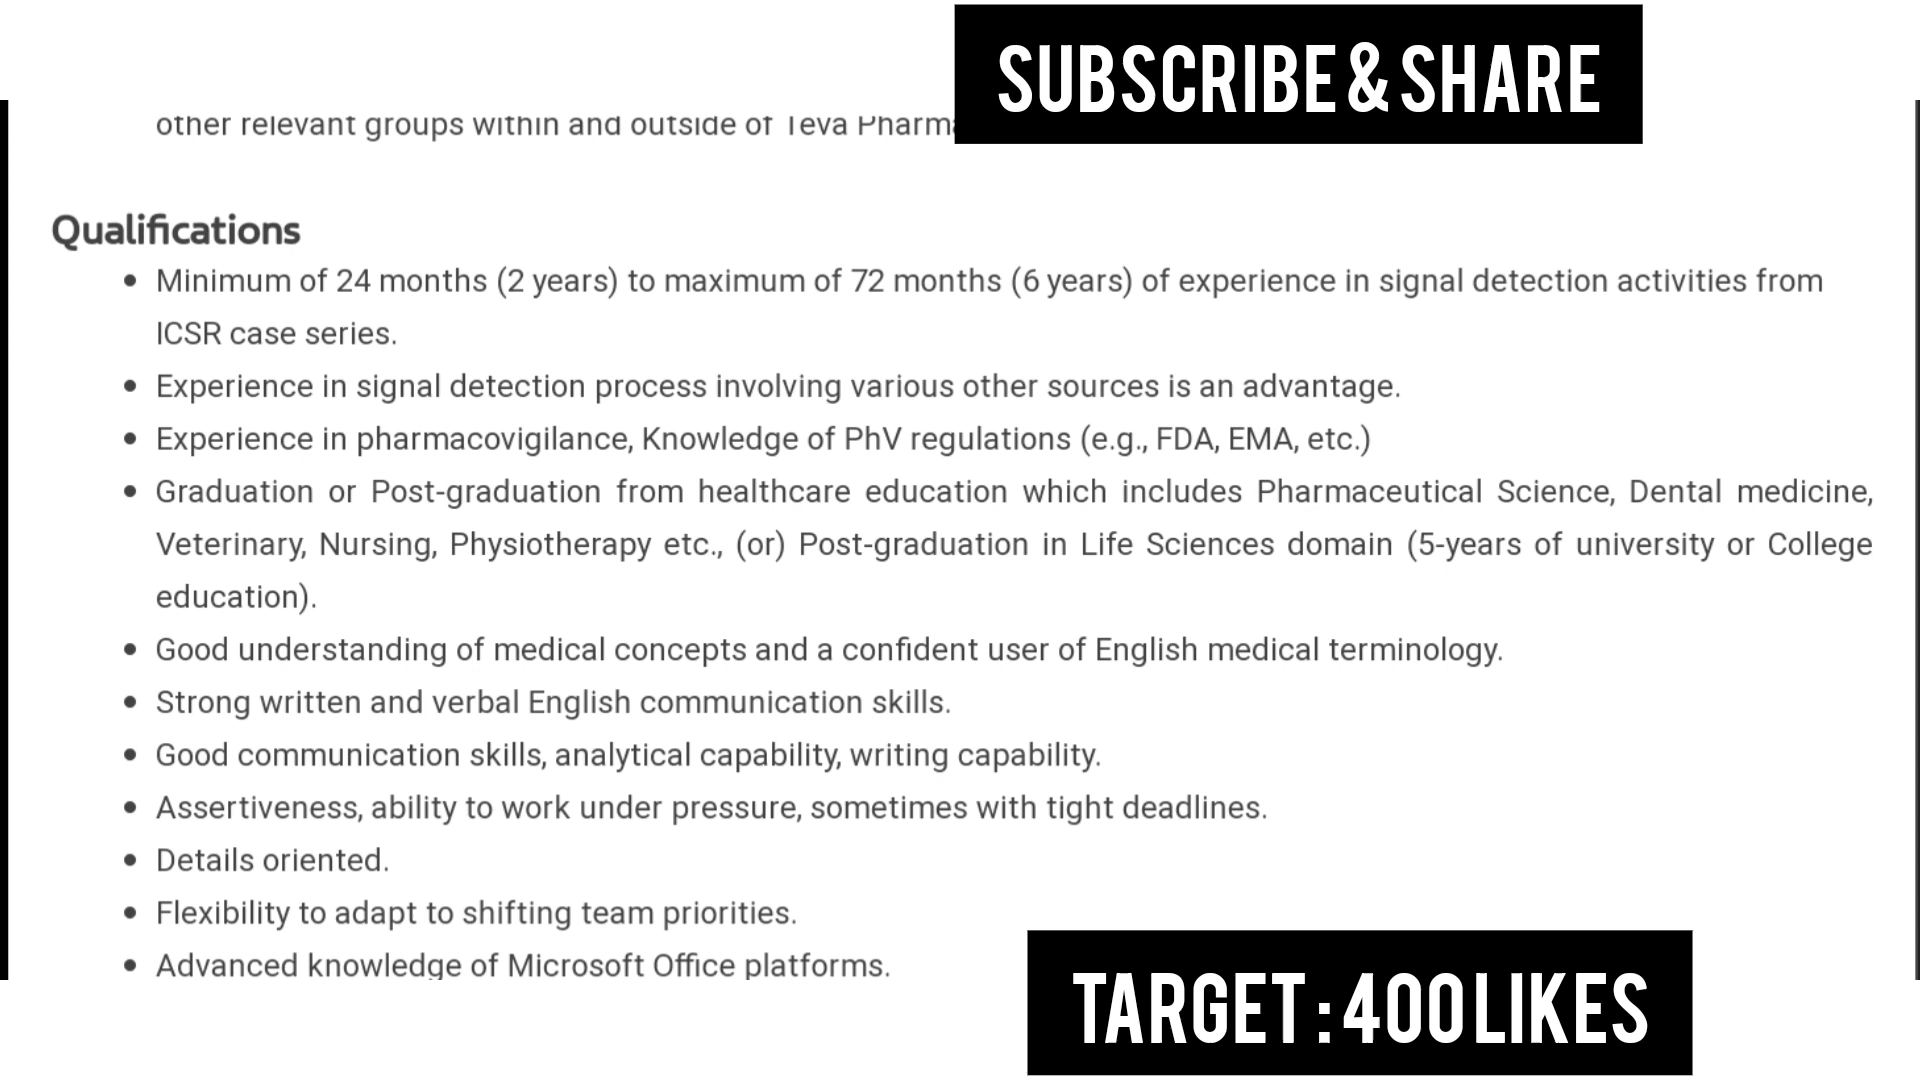 SUBSCRIBE & SHARE
other relevant groups within and outside of Teva
Qualifications
• Minimum of 24 months (2 years) to maximum of 72 months (6 years) of experience in signal detection activities from
ICSR case series.
• Experience in signal detection process involving various other sources is an advantage.
• Experience in pharmacovigilance, Knowledge of PhV regulations (e.g., FDA, EMA, etc.)
• Graduation or Post-graduation from healthcare education which includes Pharmaceutical Science, Dental medicine,
Veterinary, Nursing, Physiotherapy etc., (or) Post-graduation in Life Sciences domain (5-years of university or College
education).
• Good understanding of medical concepts and a confident user of English medical terminology.
• Strong written and verbal English communication skills.
• Good communication skills, analytical capability, writing capability.
• Assertiveness, ability to work under pressure, sometimes with tight deadlines.
• Details oriented.
• Flexibility to adapt to shifting team priorities.
• Advanced knowledge of Microsoft Office platforms.
TARGET : 400 LIKES